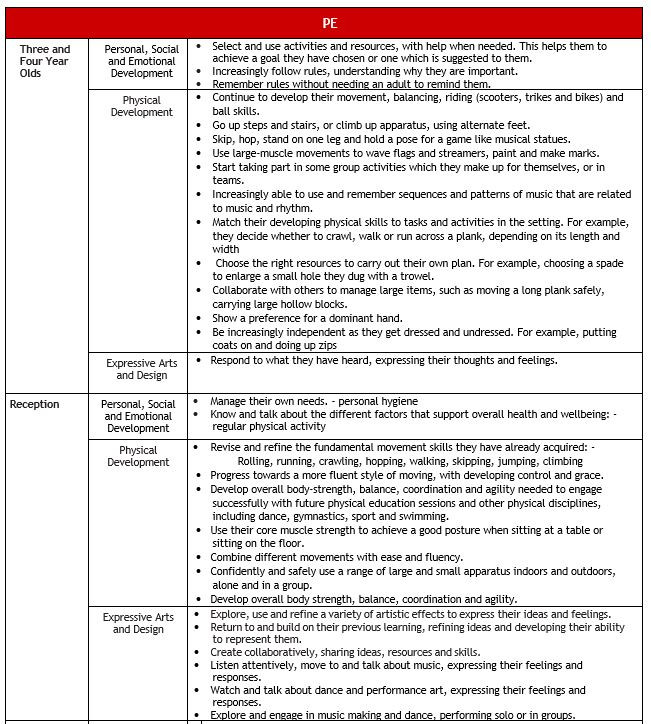 PE
Three and
Four Year
Olds
Personal, Social
and Emotional
Development
• Select and use activities and resources, with help when needed. This helps them to
achieve a goal they have chosen or one which is suggested to them.
• Increasingly follow rules, understanding why they are important.
• Remember rules without needing an adult to remind them.
Physical
Development
• Continue to develop their movement, balancing, riding (scooters, trikes and bikes) and
ball skills.
• Go up steps and stairs, or climb up apparatus, using alternate feet.
• Skip, hop, stand on one leg and hold a pose for a game like musical statues.
• Use large-muscle movements to wave flags and streamers, paint and make marks.
• Start taking part in some group activities which they make up for themselves, or in
teams.
• Increasingly able to use and remember sequences and patterns of music that are related
to music and rhythm.
• Match their developing physical skills to tasks and activities in the setting. For example,
they decide whether to crawl, walk or run across a plank, depending on its length and
width
• Choose the right resources to carry out their own plan. For example, choosing a spade
to enlarge a small hole they dug with a trowel.
• Collaborate with others to manage large items, such as moving a long plank safely,
carrying large hollow blocks.
• Show a preference for a dominant hand.
• Be increasingly independent as they get dressed and undressed. For example, putting
coats on and doing up zips
Expressive Arts
and Design
• Respond to what they have heard, expressing their thoughts and feelings.
Reception
Personal, Social
and Emotional
Development
• Manage their own needs. - personal hygiene
• Know and talk about the different factors that support overall health and wellbeing: -
regular physical activity
Physical
Development
• Revise and refine the fundamental movement skills they have already acquired: -
Rolling, running, crawling, hopping, walking, skipping, jumping, climbing
• Progress towards a more fluent style of moving, with developing control and grace.
• Develop overall body-strength, balance, coordination and agility needed to engage
successfully with future physical education sessions and other physical disciplines,
including dance, gymnastics, sport and swimming.
• Use their core muscle strength to achieve a good posture when sitting at a table or
sitting on the floor.
• Combine different movements with ease and fluency.
• Confidently and safely use a range of large and small apparatus indoors and outdoors,
alone and in a group.
• Develop overall body strength, balance, coordination and agility.
Expressive Arts
and Design
• Explore, use and refine a variety of artistic effects to express their ideas and feelings.
• Return to and build on their previous learning, refining ideas and developing their ability
to represent them.
• Create collaboratively, sharing ideas, resources and skills.
• Listen attentively, move to and talk about music, expressing their feelings and
responses.
• Watch and talk about dance and performance art, expressing their feelings and
responses.
• Explore and engage in music making and dance, performing solo or in groups.